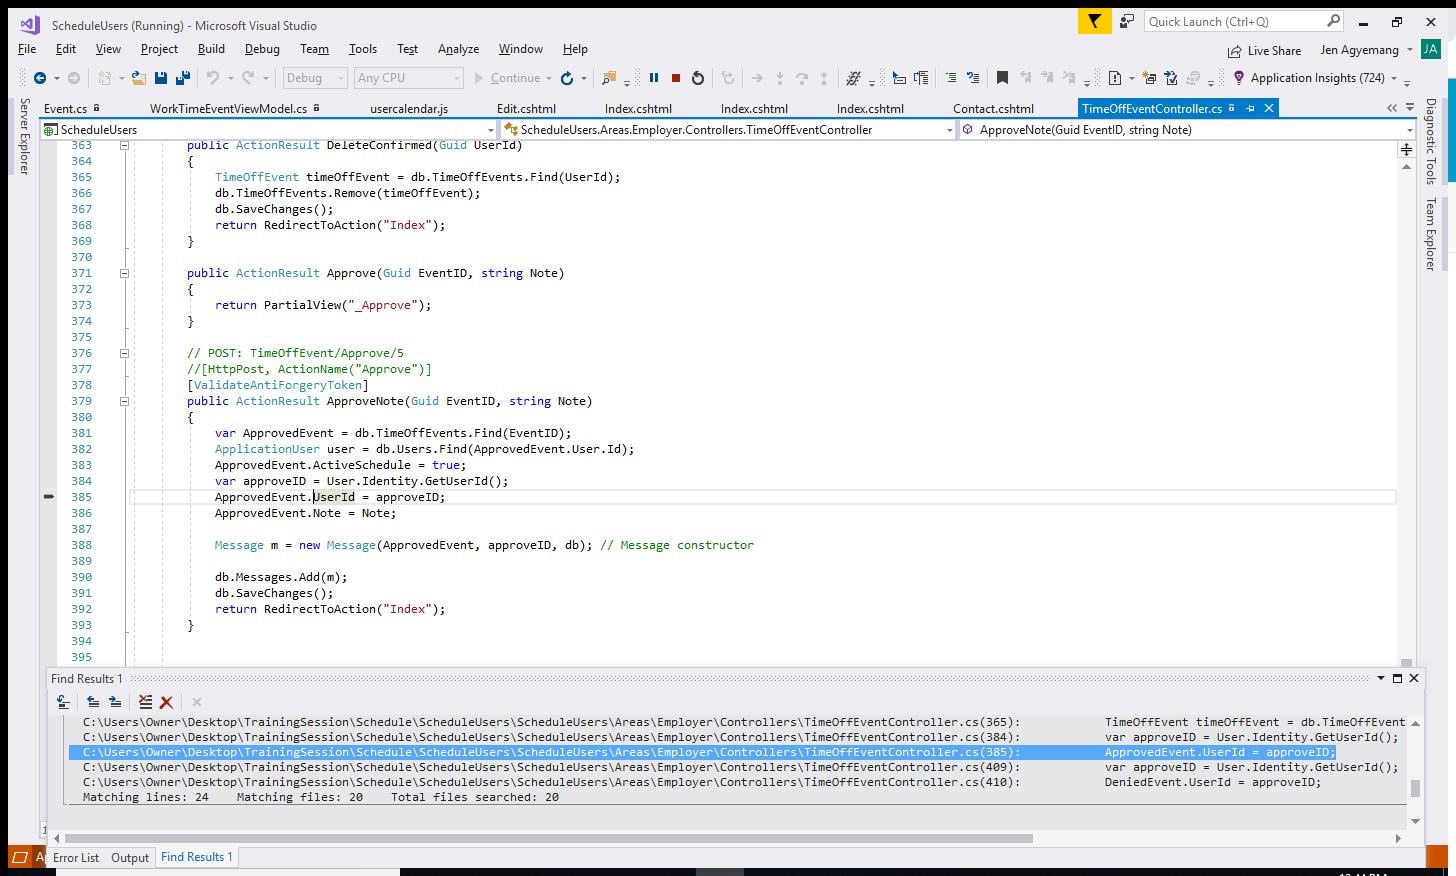 ScheduleUsers (Running) - Microsoft Visual Studio
Quick Launch (Ctrl+Q)
File Edit View Project Build Debug Team Tools Test Analyze Window Help
Live Share Jen Agyemang JA
Debug Any CPU Continue Application Insights (724)
Event.cs WorkTimeEventViewModel.cs usercalendar.js Edit.cshtml Index.cshtml Index.cshtml Index.cshtml Contact.cshtml TimeOffEventController.cs
ScheduleUsers ScheduleUsers.Areas.Employer.Controllers.TimeOffEventController ApproveNote(Guid EventID, string Note)
Server Explorer
Diagnostic Tools
Team Explorer
363 public ActionResult DeleteConfirmed(Guid UserId)
364 {
365 TimeOffEvent timeOffEvent = db.TimeOffEvents.Find(UserId);
366 db.TimeOffEvents.Remove(timeOffEvent);
367 db.SaveChanges();
368 return RedirectToAction("Index");
369 }
370
371 public ActionResult Approve(Guid EventID, string Note)
372 {
373 return PartialView("_Approve");
374 }
375
376 // POST: TimeOffEvent/Approve/5
377 //[HttpPost, ActionName("Approve")]
378 [ValidateAntiForgeryToken]
379 public ActionResult ApproveNote(Guid EventID, string Note)
380 {
381 var ApprovedEvent = db.TimeOffEvents.Find(EventID);
382 ApplicationUser user = db.Users.Find(ApprovedEvent.User.Id);
383 ApprovedEvent.ActiveSchedule = true;
384 var approveID = User.Identity.GetUserId();
385 ApprovedEvent.UserId = approveID;
386 ApprovedEvent.Note = Note;
387
388 Message m = new Message(ApprovedEvent, approveID, db); // Message constructor
389
390 db.Messages.Add(m);
391 db.SaveChanges();
392 return RedirectToAction("Index");
393 }
394
395
Find Results 1
C:\Users\Owner\Desktop\TrainingSession\Schedule\ScheduleUsers\ScheduleUsers\Areas\Employer\Controllers\TimeOffEventController.cs(365): TimeOffEvent timeOffEvent = db.TimeOffEvent
C:\Users\Owner\Desktop\TrainingSession\Schedule\ScheduleUsers\ScheduleUsers\Areas\Employer\Controllers\TimeOffEventController.cs(384): var approveID = User.Identity.GetUserId();
C:\Users\Owner\Desktop\TrainingSession\Schedule\ScheduleUsers\ScheduleUsers\Areas\Employer\Controllers\TimeOffEventController.cs(385): ApprovedEvent.UserId = approveID;
C:\Users\Owner\Desktop\TrainingSession\Schedule\ScheduleUsers\ScheduleUsers\Areas\Employer\Controllers\TimeOffEventController.cs(409): var approveID = User.Identity.GetUserId();
C:\Users\Owner\Desktop\TrainingSession\Schedule\ScheduleUsers\ScheduleUsers\Areas\Employer\Controllers\TimeOffEventController.cs(410): DeniedEvent.UserId = approveID;
Matching lines: 24 Matching files: 20 Total files searched: 20
Error List Output Find Results 1